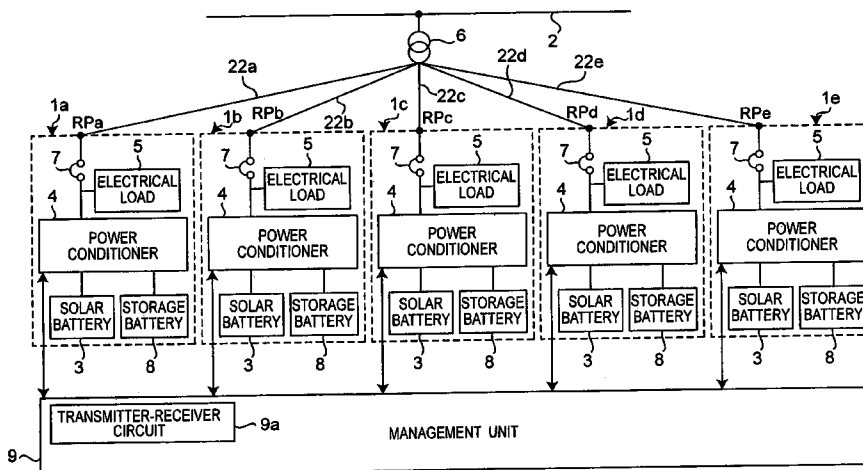 6
2
22a
22b
22c
22d
22e
1a
RPa
1b
RPb
1c
RPc
RPd
1d
RPe
1e
7
5
7
5
7
5
7
5
7
5
ELECTRICAL
LOAD
ELECTRICAL
LOAD
ELECTRICAL
LOAD
ELECTRICAL
LOAD
ELECTRICAL
LOAD
4
4
4
4
4
POWER
CONDITIONER
POWER
CONDITIONER
POWER
CONDITIONER
POWER
CONDITIONER
POWER
CONDITIONER
SOLAR
BATTERY
STORAGE
BATTERY
SOLAR
BATTERY
STORAGE
BATTERY
SOLAR
BATTERY
STORAGE
BATTERY
SOLAR
BATTERY
STORAGE
BATTERY
SOLAR
BATTERY
STORAGE
BATTERY
3
8
3
8
3
8
3
8
3
8
TRANSMITTER-RECEIVER
CIRCUIT
9a
MANAGEMENT UNIT
9